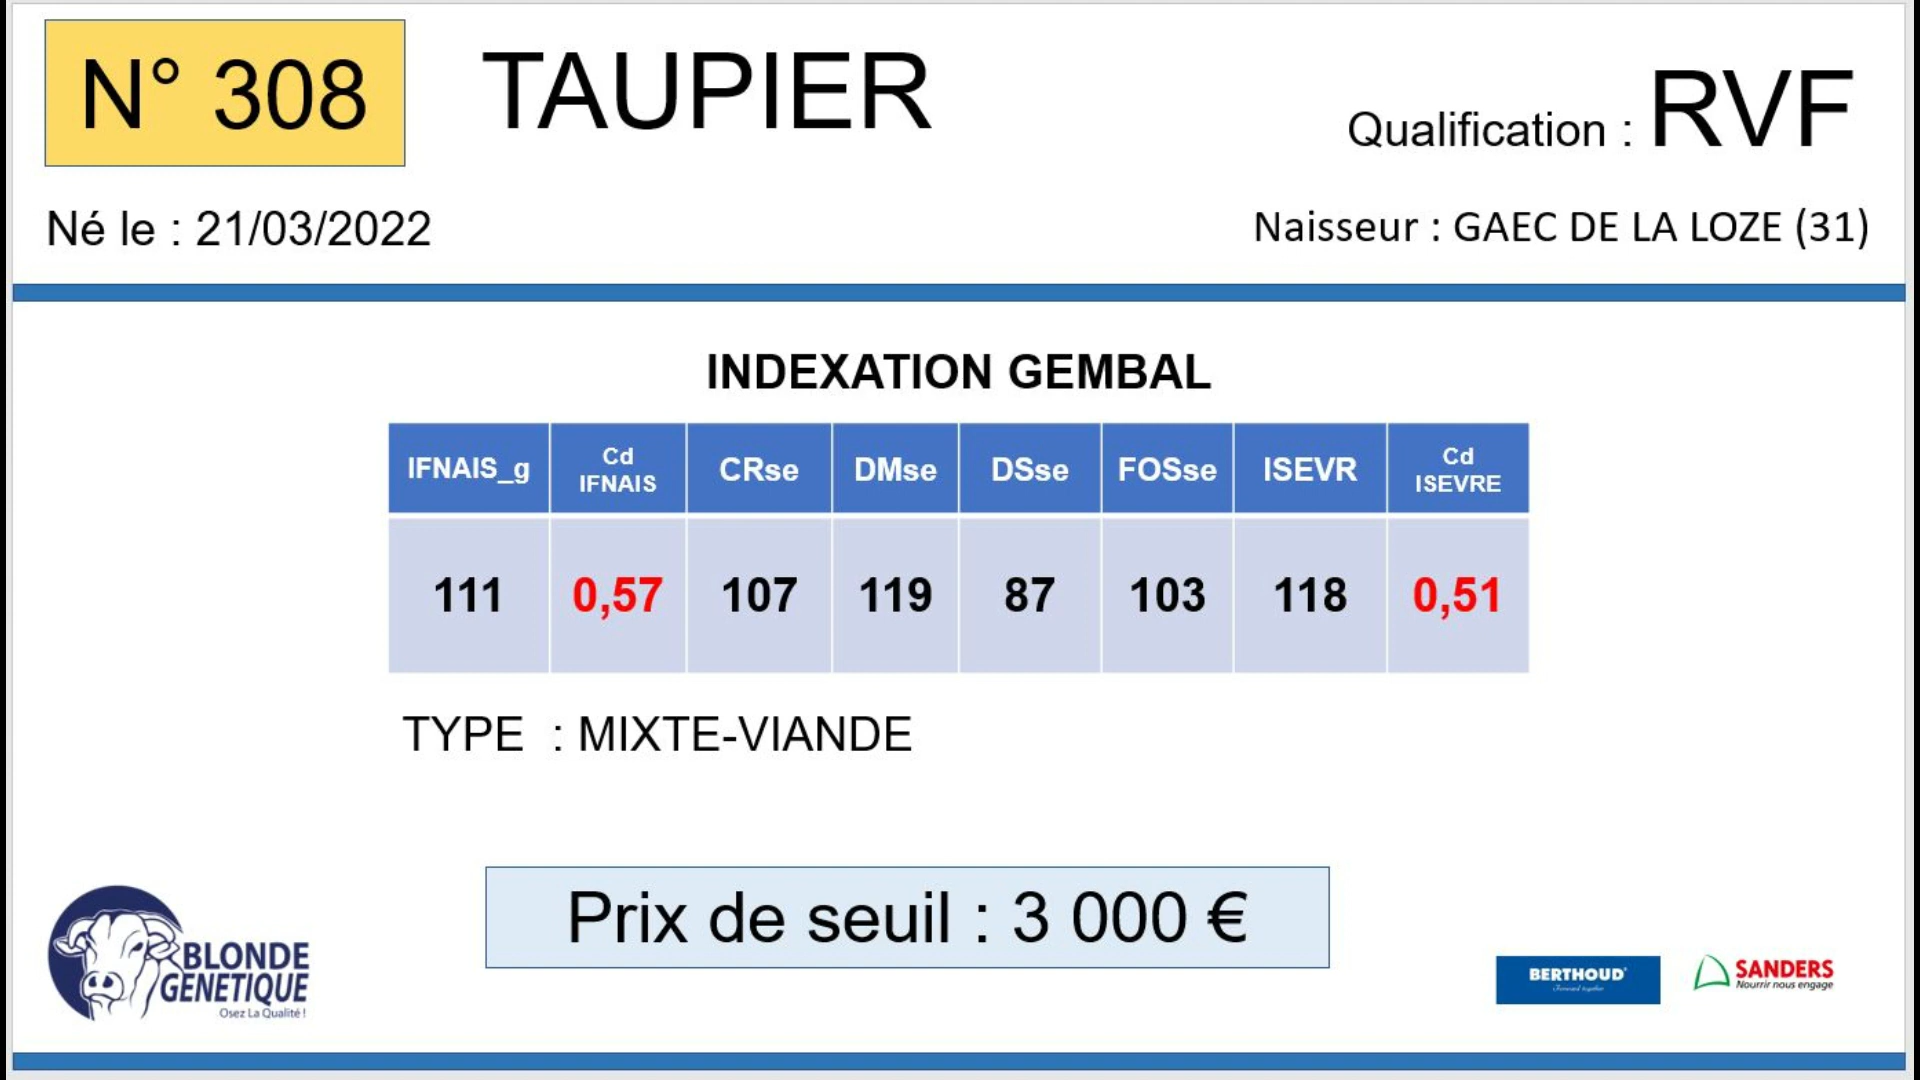 N° 308
TAUPIER
Qualification : RVF
Né le : 21/03/2022
Naisseur : GAEC DE LA LOZE (31)
INDEXATION GEMBAL
IFNAIS_g
Cd
IFNAIS
CRse
DMse
DSse
FOSse
ISEVR
Cd
ISEVRE
111
0,57
107
119
87
103
118
0,51
TYPE : MIXTE-VIANDE
Prix de seuil : 3 000 €
BLONDE
GENETIQUE
Osez La Qualité !
BERTHOUD
SANDERS
Nourrir nous engage